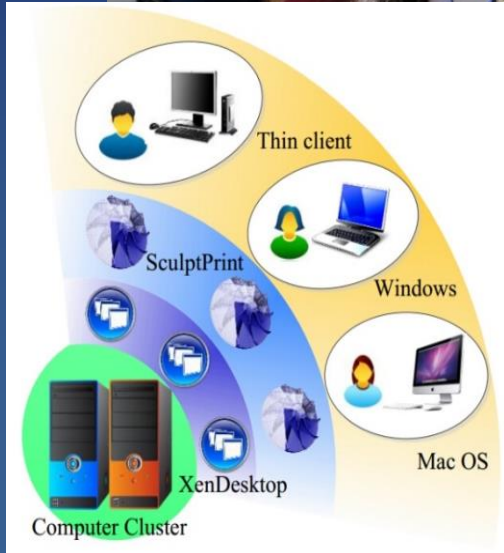 Thin client
SculptPrint
Windows
Mac OS
XenDesktop
Computer Cluster